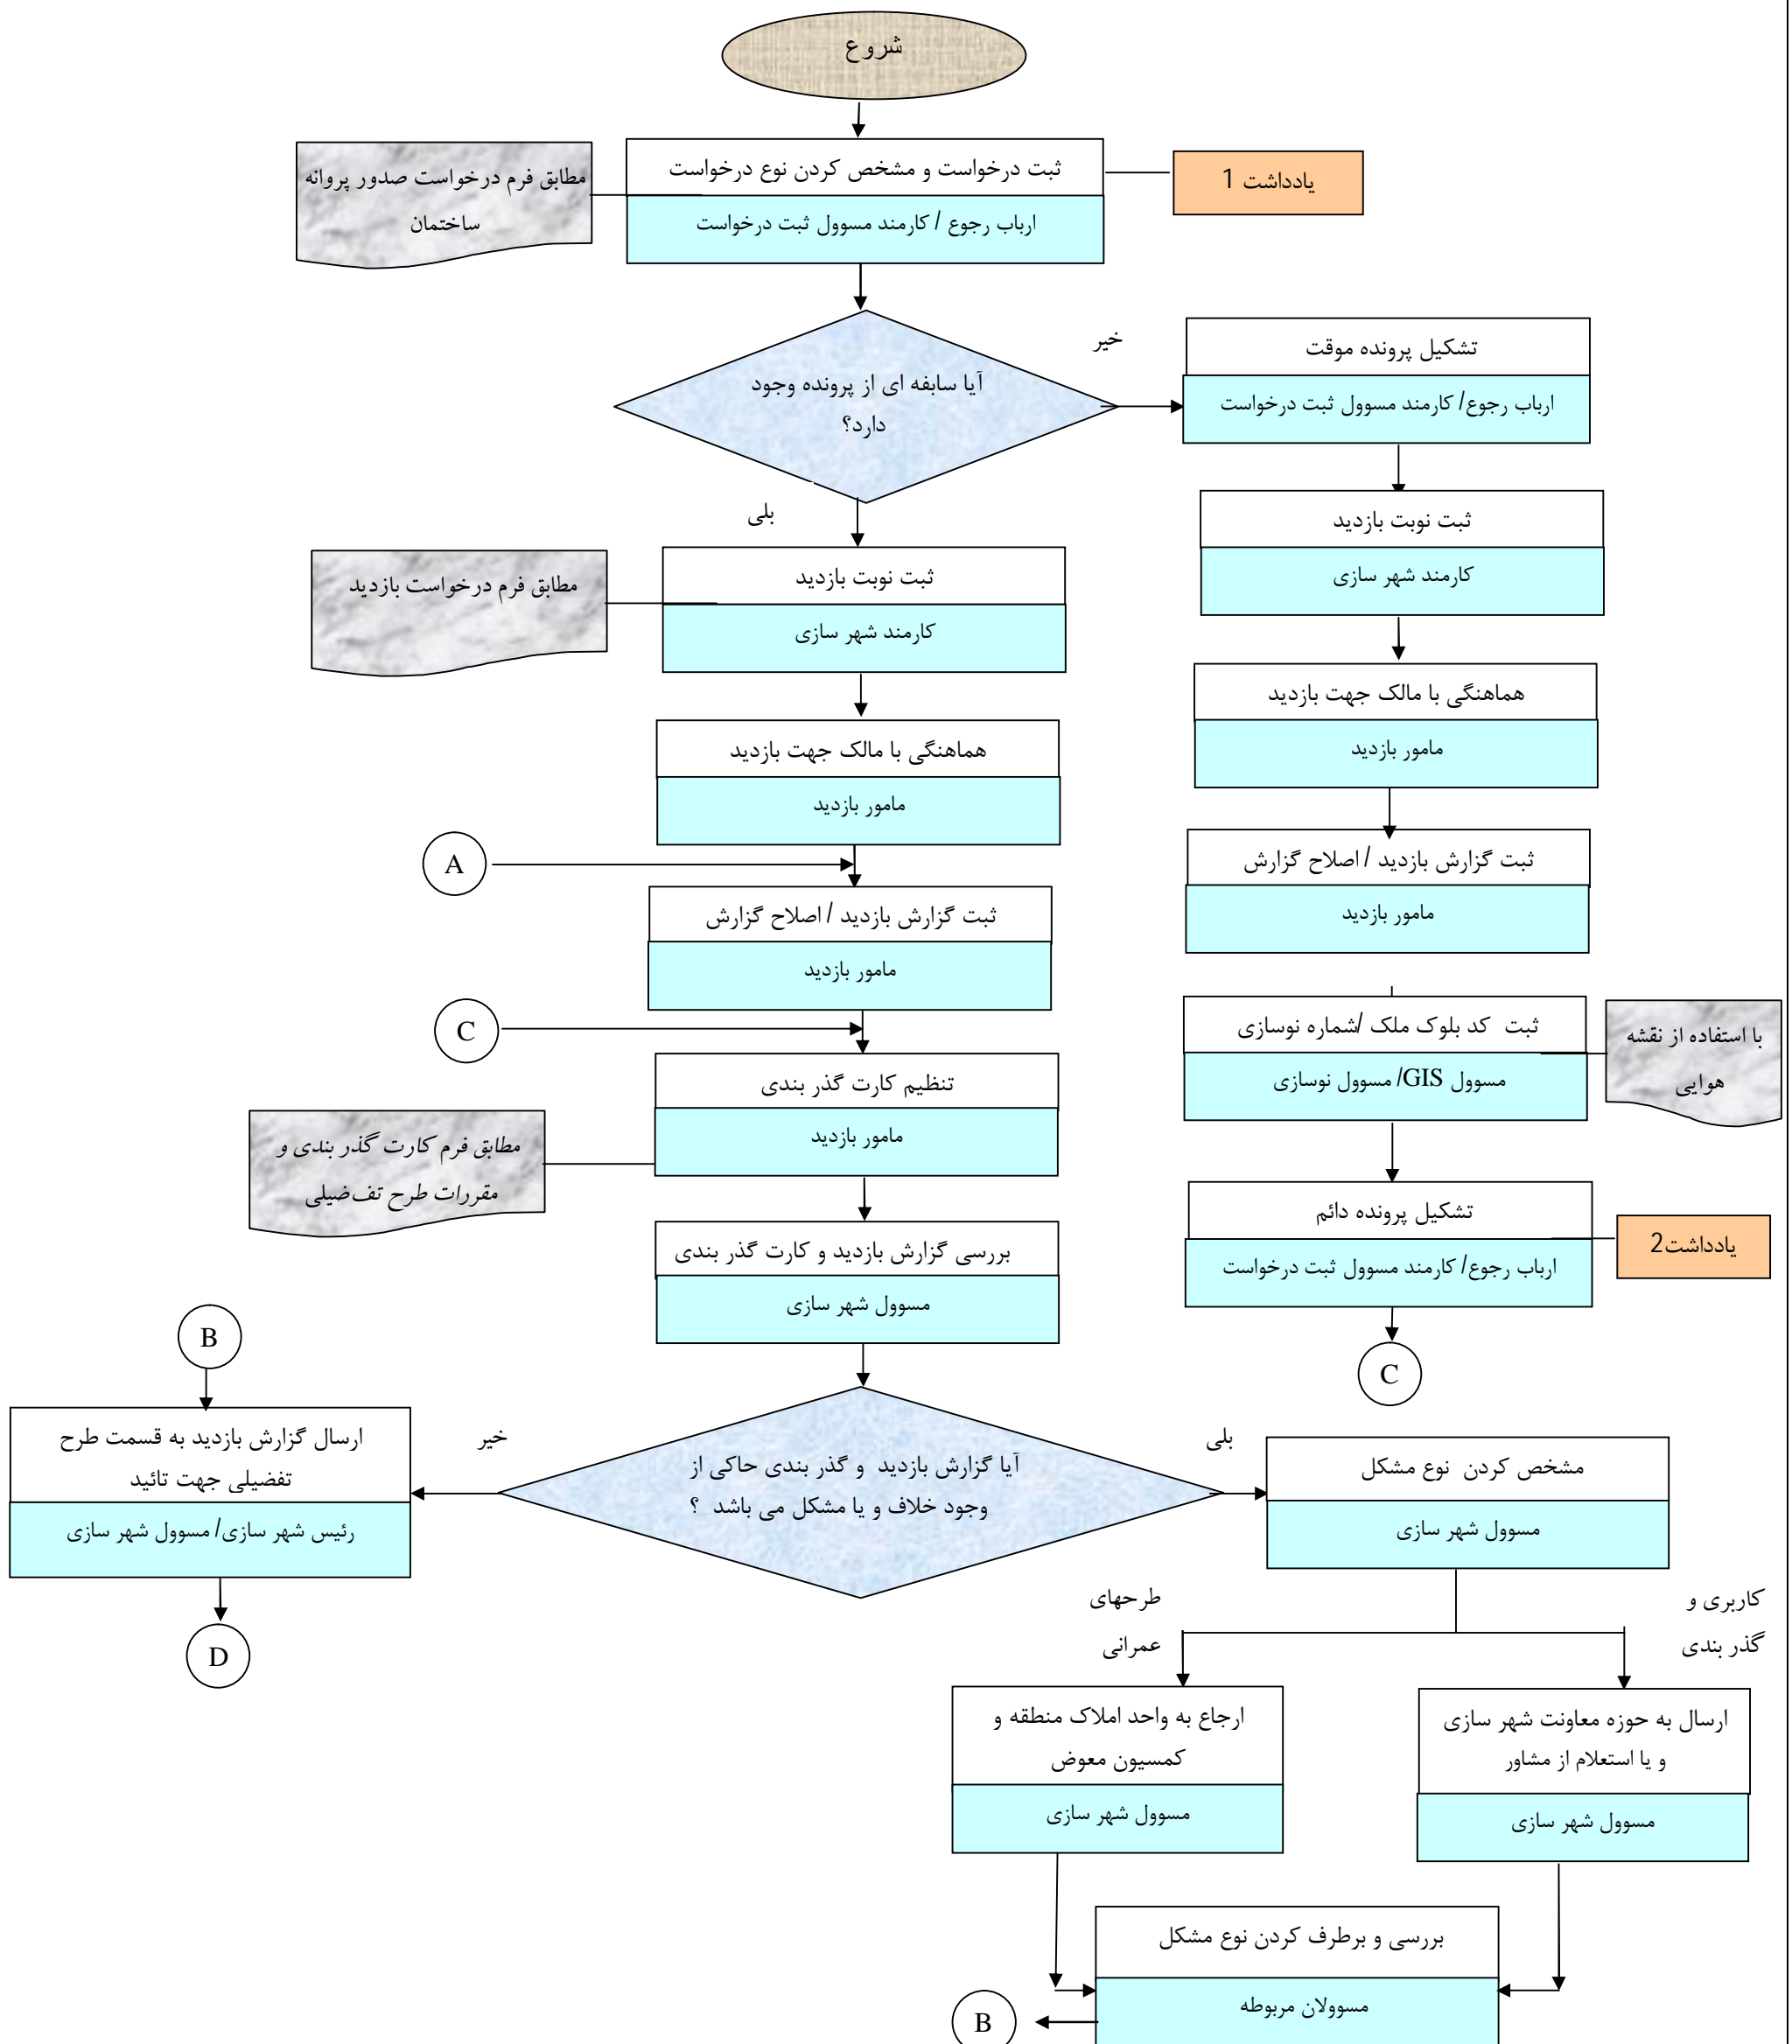 شروع
ثبت درخواست و مشخص کردن نوع درخواست
ارباب رجوع / کارمند مسوول ثبت درخواست
یادداشت 1
مطابق فرم درخواست صدور پروانه
ساختمان
آیا سابفه ای از پرونده وجود
دارد؟
خیر
بلی
تشکیل پرونده موقت
ارباب رجوع/ کارمند مسوول ثبت درخواست
ثبت نوبت بازدید
کارمند شهر سازی
هماهنگی با مالک جهت بازدید
مامور بازدید
ثبت گزارش بازدید / اصلاح گزارش
مامور بازدید
ثبت کد بلوک ملک /شماره نوسازی
مسوول GIS/ مسوول نوسازی
با استفاده از نقشه
هوایی
تشکیل پرونده دائم
ارباب رجوع/ کارمند مسوول ثبت درخواست
یادداشت2
C
ثبت نوبت بازدید
کارمند شهر سازی
مطابق فرم درخواست بازدید
هماهنگی با مالک جهت بازدید
مامور بازدید
A
ثبت گزارش بازدید / اصلاح گزارش
مامور بازدید
C
تنظیم کارت گذر بندی
مامور بازدید
مطابق فرم کارت گذر بندی و
مقررات طرح تفضیلی
بررسی گزارش بازدید و کارت گذر بندی
مسوول شهر سازی
آیا گزارش بازدید و گذر بندی حاکی از
وجود خلاف و یا مشکل می باشد ؟
خیر
بلی
B
ارسال گزارش بازدید به قسمت طرح
تفضیلی جهت تائید
رئیس شهر سازی/ مسوول شهر سازی
D
مشخص کردن نوع مشکل
مسوول شهر سازی
کاربری و
گذر بندی
طرحهای
عمرانی
ارسال به حوزه معاونت شهر سازی
و یا استعلام از مشاور
مسوول شهر سازی
ارجاع به واحد املاک منطقه و
کمسیون معوض
مسوول شهر سازی
بررسی و برطرف کردن نوع مشکل
مسوولان مربوطه
B